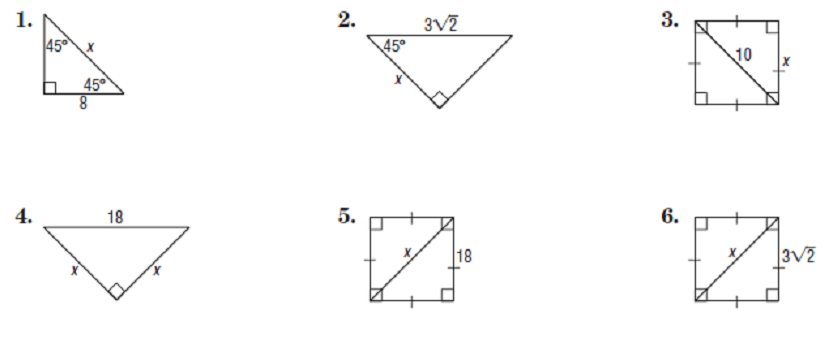 1. 45° x 45° 8
2. 3√2 45° x
3. 10 x
4. 18 x x
5. x 18
6. x 3√2